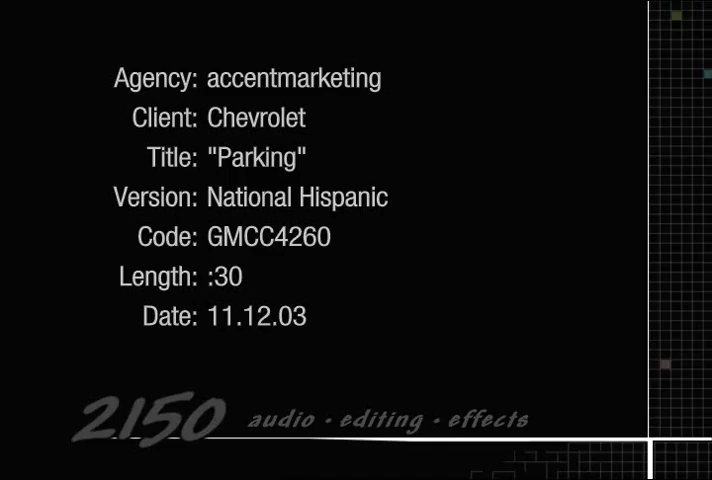 Agency: accentmarketing
Client: Chevrolet
Title: "Parking"
Version: National Hispanic
Code: GMCC4260
Length: :30
Date: 11.12.03
2150 audio • editing • effects